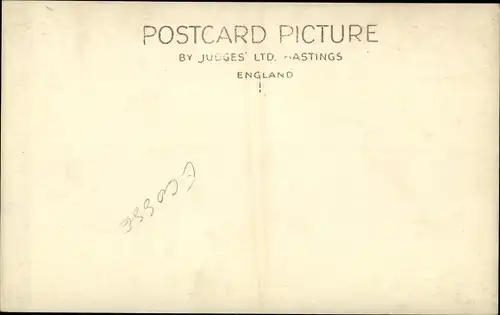 POSTCARD PICTURE
BY JUDGES' LTD. HASTINGS
ENGLAND